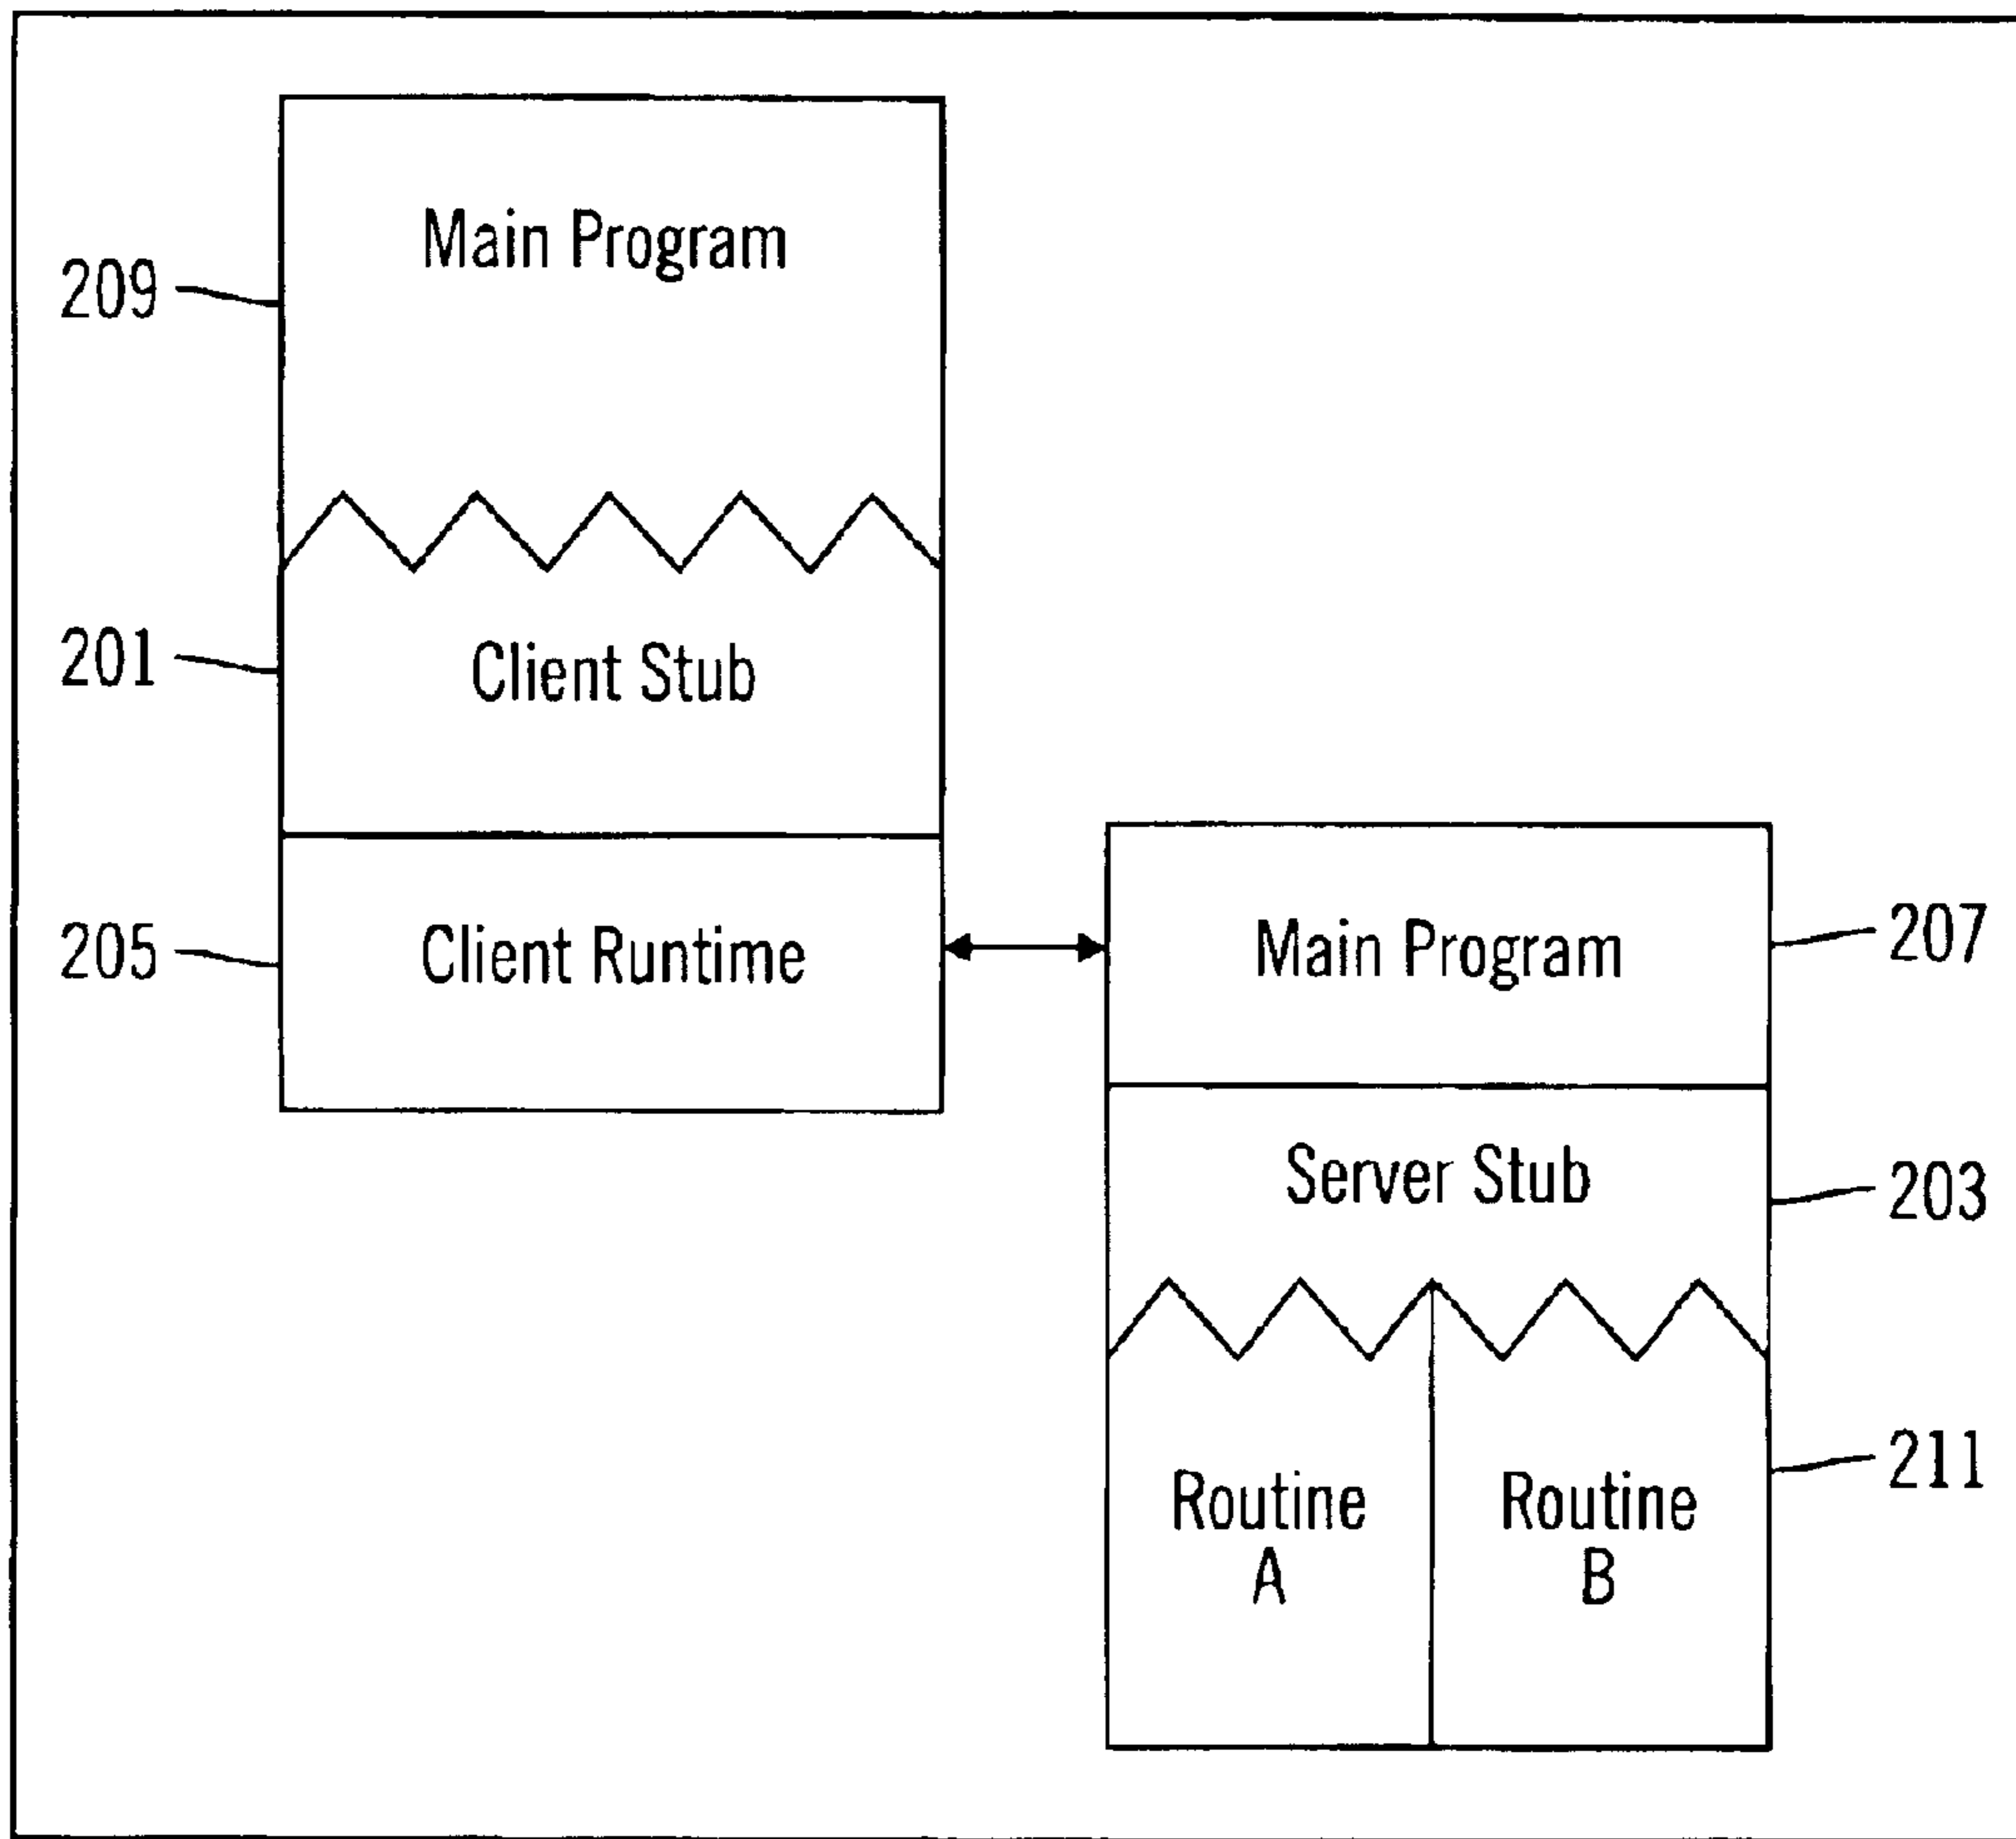 Main Program
209
201
Client Stub
205
Client Runtime
Main Program
207
Server Stub
203
211
Routine
A
Routine
B